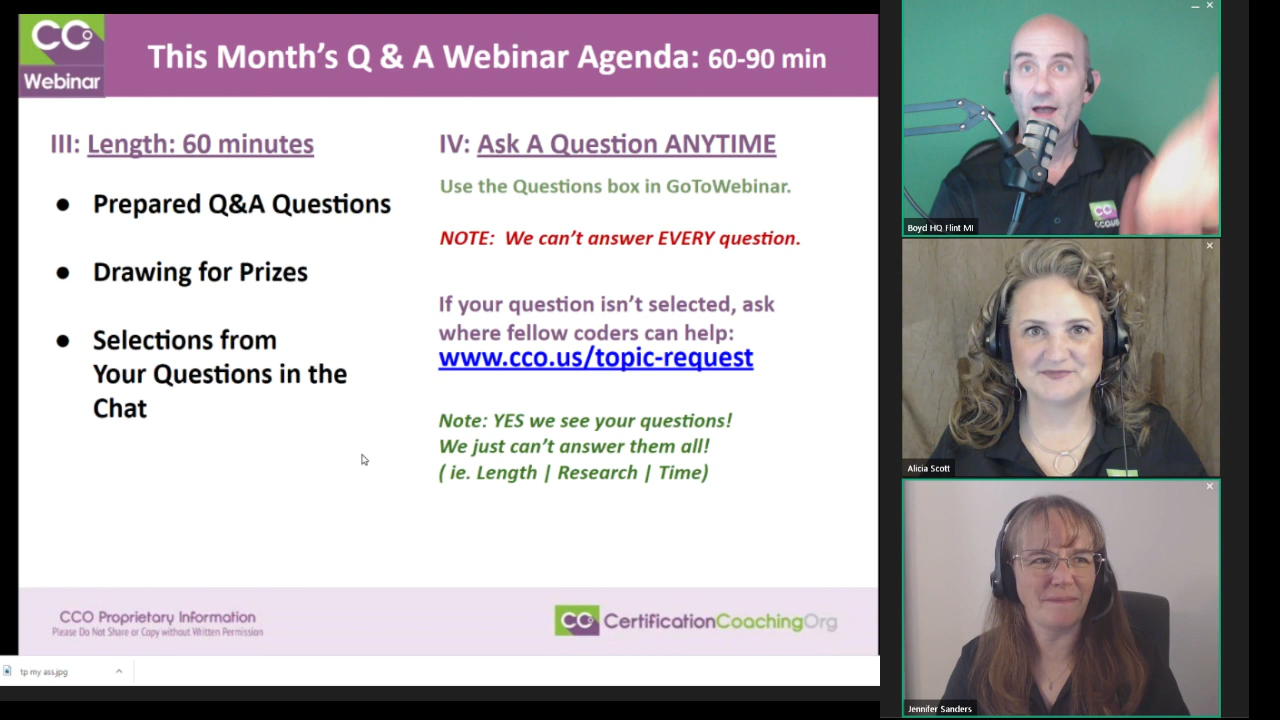 CCO
Webinar
This Month's Q & A Webinar Agenda: 60-90 min
III: Length: 60 minutes
● Prepared Q&A Questions
● Drawing for Prizes
● Selections from
Your Questions in the
Chat
IV: Ask A Question ANYTIME
Use the Questions box in GoToWebinar.
NOTE: We can't answer EVERY question.
If your question isn't selected, ask
where fellow coders can help:
www.cco.us/topic-request
Note: YES we see your questions!
We just can't answer them all!
( ie. Length | Research | Time)
CCO Proprietary Information
Please Do Not Share or Copy without Written Permission
CCO CertificationCoachingOrg
tp my ass.jpg
CCO.US
Boyd HQ Flint MI
Alicia Scott
Jennifer Sanders